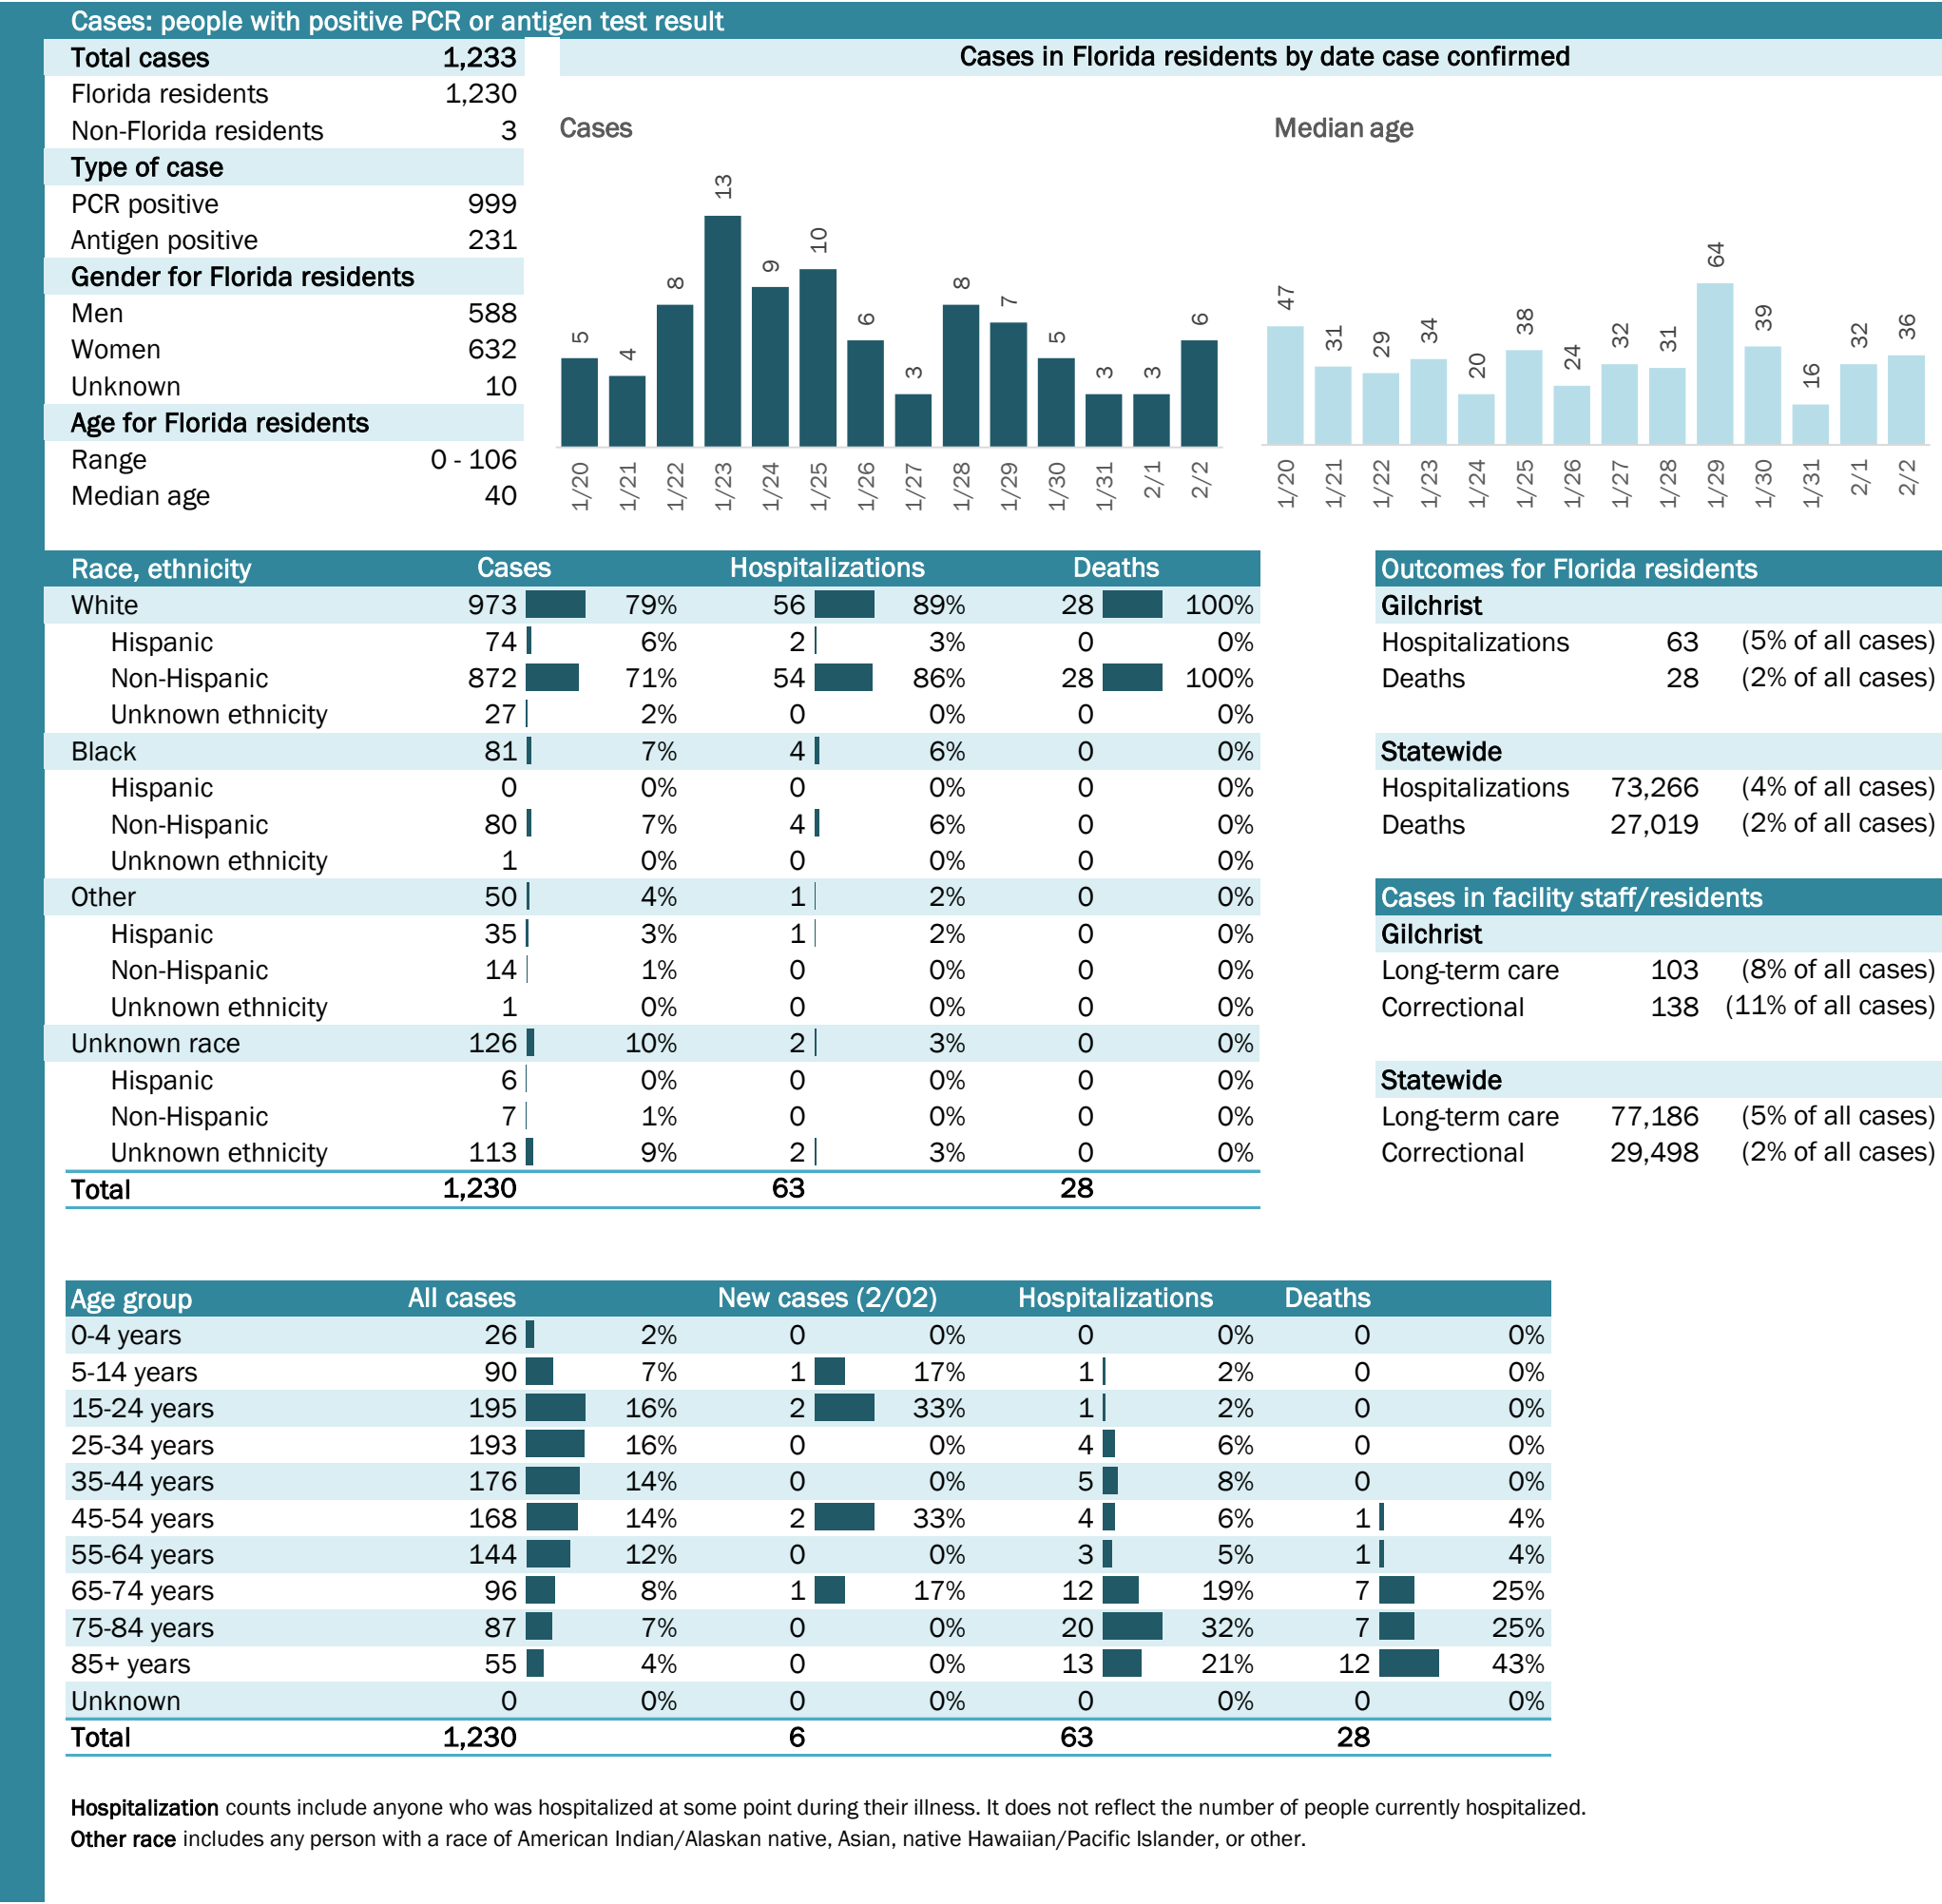 Cases: people with positive PCR or antigen test result
Total cases 1,233
Florida residents 1,230
Non-Florida residents 3
Type of case
PCR positive 999
Antigen positive 231
Gender for Florida residents
Men 588
Women 632
Unknown 10
Age for Florida residents
Range 0 - 106
Median age 40
Cases in Florida residents by date case confirmed
Cases
5 4 8 13 9 10 6 3 8 7 5 3 3 6
1/20 1/21 1/22 1/23 1/24 1/25 1/26 1/27 1/28 1/29 1/30 1/31 2/1 2/2
Median age
47 31 29 34 20 38 24 32 31 64 39 16 32 36
1/20 1/21 1/22 1/23 1/24 1/25 1/26 1/27 1/28 1/29 1/30 1/31 2/1 2/2
Race, ethnicity Cases Hospitalizations Deaths
White 973 79% 56 89% 28 100%
Hispanic 74 6% 2 3% 0 0%
Non-Hispanic 872 71% 54 86% 28 100%
Unknown ethnicity 27 2% 0 0% 0 0%
Black 81 7% 4 6% 0 0%
Hispanic 0 0% 0 0% 0 0%
Non-Hispanic 80 7% 4 6% 0 0%
Unknown ethnicity 1 0% 0 0% 0 0%
Other 50 4% 1 2% 0 0%
Hispanic 35 3% 1 2% 0 0%
Non-Hispanic 14 1% 0 0% 0 0%
Unknown ethnicity 1 0% 0 0% 0 0%
Unknown race 126 10% 2 3% 0 0%
Hispanic 6 0% 0 0% 0 0%
Non-Hispanic 7 1% 0 0% 0 0%
Unknown ethnicity 113 9% 2 3% 0 0%
Total 1,230 63 28
Outcomes for Florida residents
Gilchrist
Hospitalizations 63 (5% of all cases)
Deaths 28 (2% of all cases)
Statewide
Hospitalizations 73,266 (4% of all cases)
Deaths 27,019 (2% of all cases)
Cases in facility staff/residents
Gilchrist
Long-term care 103 (8% of all cases)
Correctional 138 (11% of all cases)
Statewide
Long-term care 77,186 (5% of all cases)
Correctional 29,498 (2% of all cases)
Age group All cases New cases (2/02) Hospitalizations Deaths
0-4 years 26 2% 0 0% 0 0% 0 0%
5-14 years 90 7% 1 17% 1 2% 0 0%
15-24 years 195 16% 2 33% 1 2% 0 0%
25-34 years 193 16% 0 0% 4 6% 0 0%
35-44 years 176 14% 0 0% 5 8% 0 0%
45-54 years 168 14% 2 33% 4 6% 1 4%
55-64 years 144 12% 0 0% 3 5% 1 4%
65-74 years 96 8% 1 17% 12 19% 7 25%
75-84 years 87 7% 0 0% 20 32% 7 25%
85+ years 55 4% 0 0% 13 21% 12 43%
Unknown 0 0% 0 0% 0 0% 0 0%
Total 1,230 6 63 28
Hospitalization counts include anyone who was hospitalized at some point during their illness. It does not reflect the number of people currently hospitalized.
Other race includes any person with a race of American Indian/Alaskan native, Asian, native Hawaiian/Pacific Islander, or other.